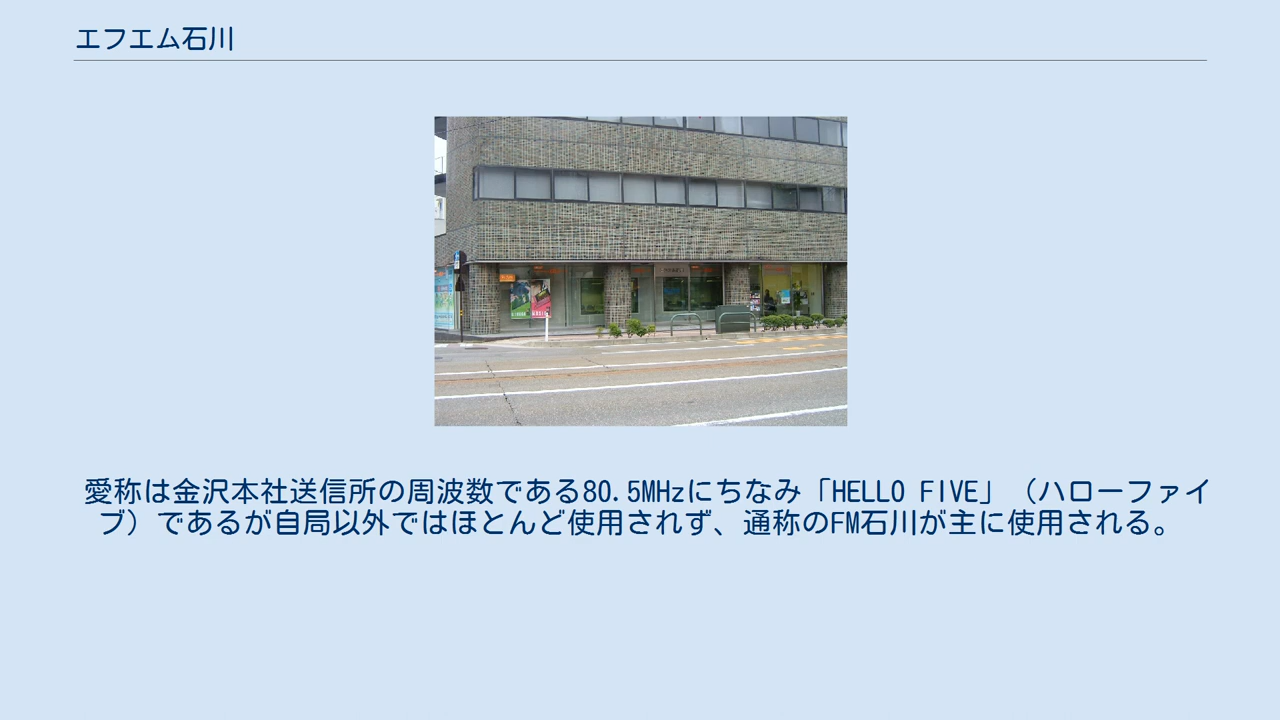 エフエム石川
愛称は金沢本社送信所の周波数である80.5MHzにちなみ「HELLO FIVE」（ハローファイ
ブ）であるが自局以外ではほとんど使用されず、通称のFM石川が主に使用される。